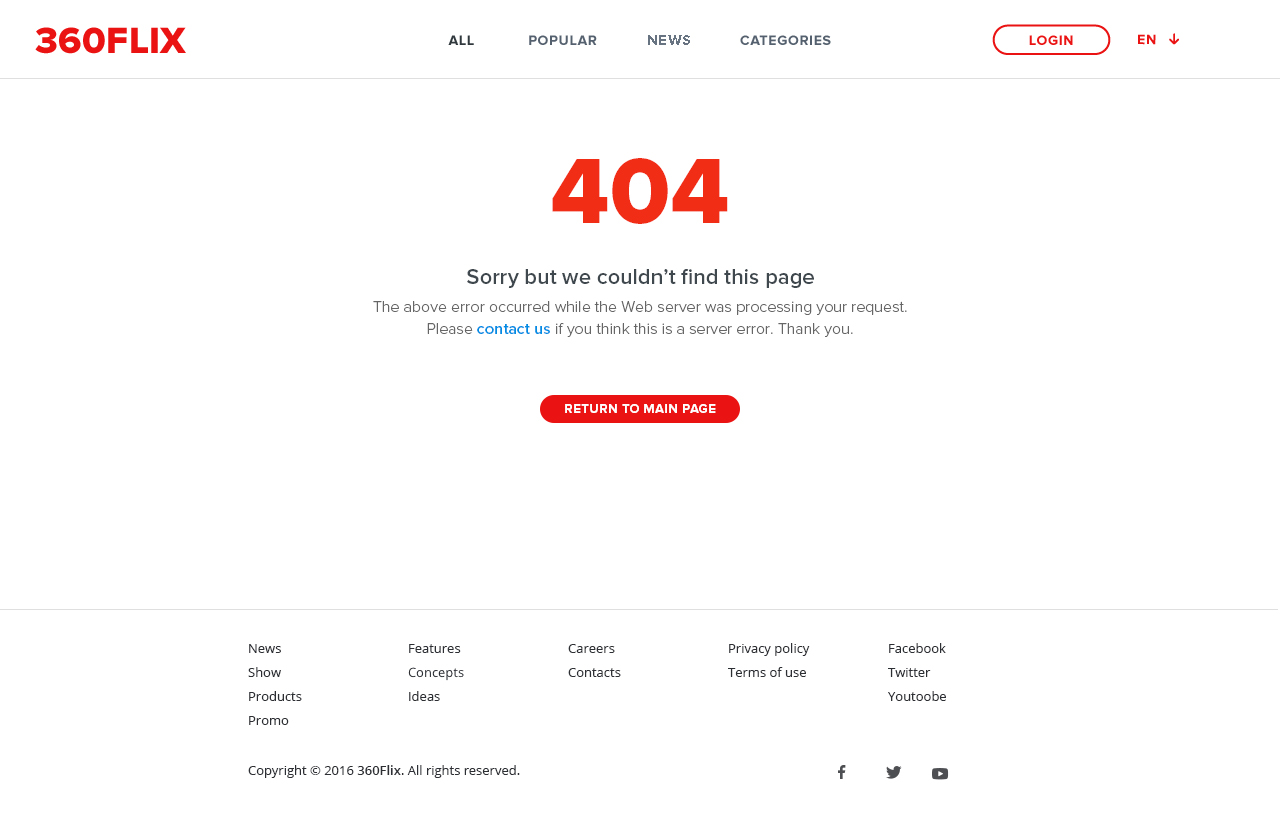 360FLIX
ALL POPULAR NEWS CATEGORIES
LOGIN EN
404
Sorry but we couldn't find this page
The above error occurred while the Web server was processing your request.
Please contact us if you think this is a server error. Thank you.
RETURN TO MAIN PAGE
News Features Careers Privacy policy Facebook
Show Concepts Contacts Terms of use Twitter
Products Ideas Youtoobe
Promo
Copyright © 2016 360Flix. All rights reserved.